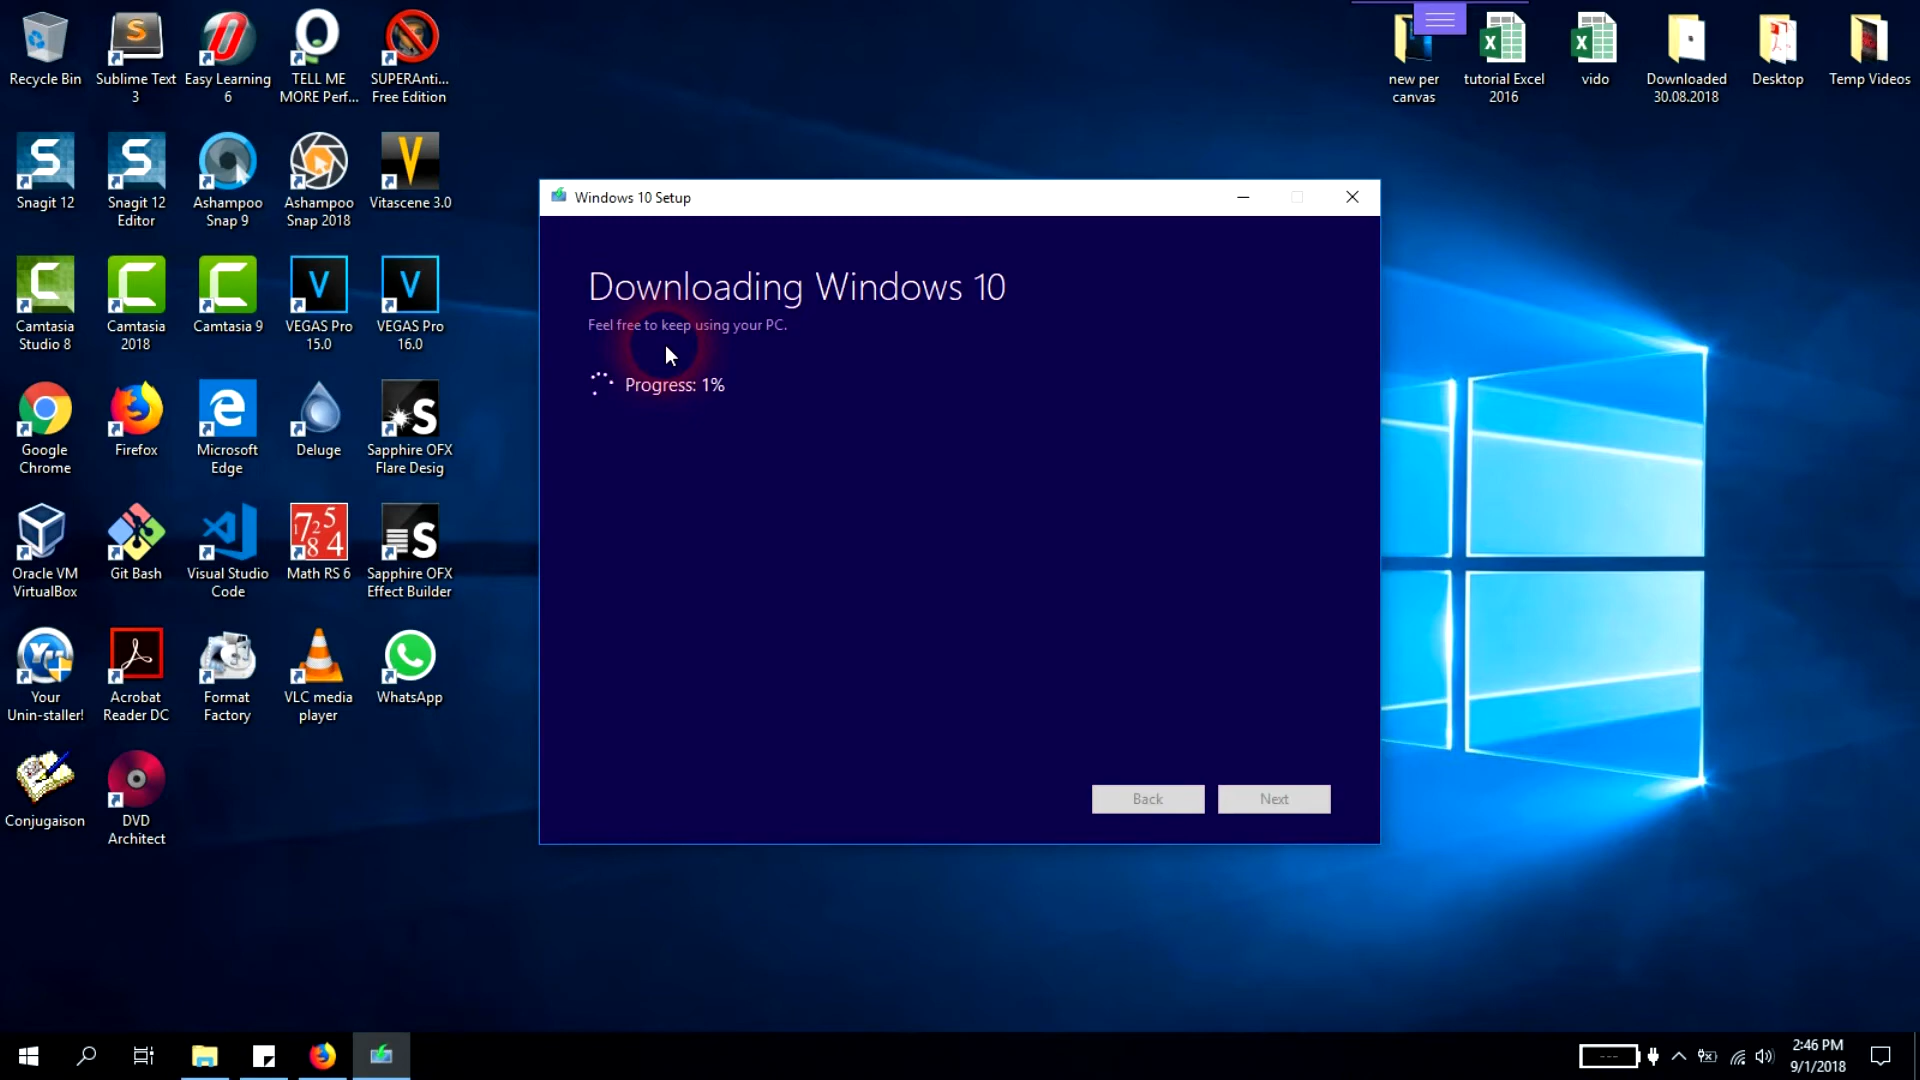 Recycle Bin
Sublime Text
3
Easy Learning
6
TELL ME
MORE Perf...
SUPERAnti...
Free Edition
new per
canvas
tutorial Excel
2016
vido
Downloaded
30.08.2018
Desktop
Temp Videos
Snagit 12
Snagit 12
Editor
Ashampoo
Snap 9
Ashampoo
Snap 2018
Vitascene 3.0
Windows 10 Setup
Downloading Windows 10
Feel free to keep using your PC.
Progress: 1%
Back
Next
Camtasia
Studio 8
Camtasia
2018
Camtasia 9
VEGAS Pro
15.0
VEGAS Pro
16.0
Google
Chrome
Firefox
Microsoft
Edge
Deluge
Sapphire OFX
Flare Desig
Oracle VM
VirtualBox
Git Bash
Visual Studio
Code
Math RS 6
Sapphire OFX
Effect Builder
Your
Unin-staller!
Acrobat
Reader DC
Format
Factory
VLC media
player
WhatsApp
Conjugaison
DVD
Architect
2:46 PM
9/1/2018